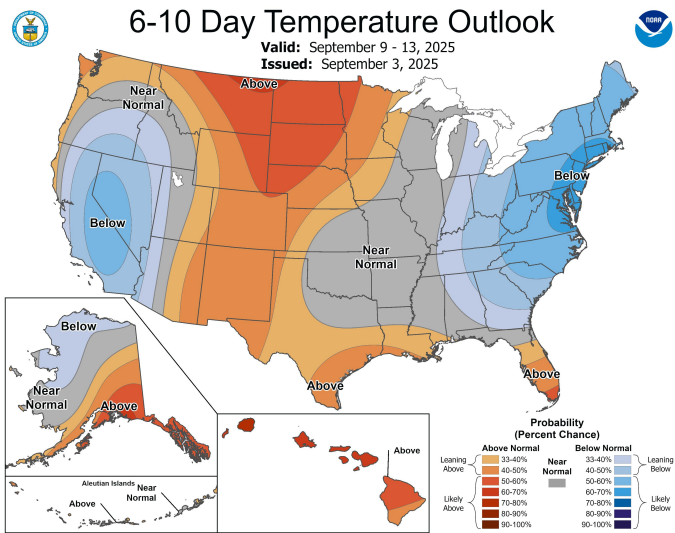 6-10 Day Temperature Outlook
Valid: September 9 - 13, 2025
Issued: September 3, 2025
NOAA
Above
Near
Normal
Below
Below
Near
Normal
Above
Above
Below
Near
Normal
Above
Aleutian Islands
Above
Near
Normal
Above
Probability
(Percent Chance)
Above Normal
Below Normal
Leaning
Above
Likely
Above
33-40%
40-50%
50-60%
60-70%
70-80%
80-90%
90-100%
Near
Normal
33-40%
40-50%
50-60%
60-70%
70-80%
80-90%
90-100%
Leaning
Below
Likely
Below